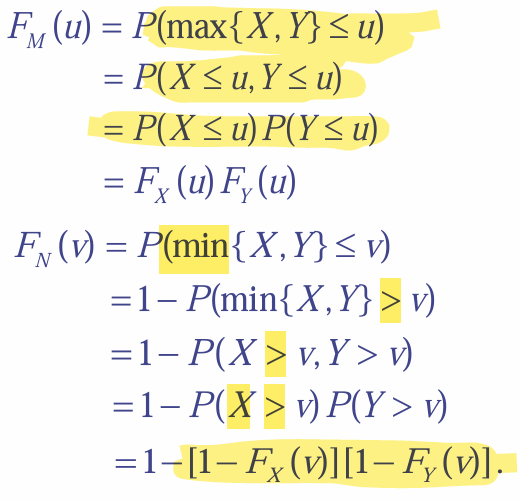 F_M(u) = P(max{X, Y} ≤ u)
= P(X ≤ u, Y ≤ u)
= P(X ≤ u) P(Y ≤ u)
= F_X(u) F_Y(u)
F_N(v) = P(min{X, Y} ≤ v)
= 1 − P(min{X, Y} > v)
= 1 − P(X > v, Y > v)
= 1 − P(X > v) P(Y > v)
= 1 − [1 − F_X(v)][1 − F_Y(v)].